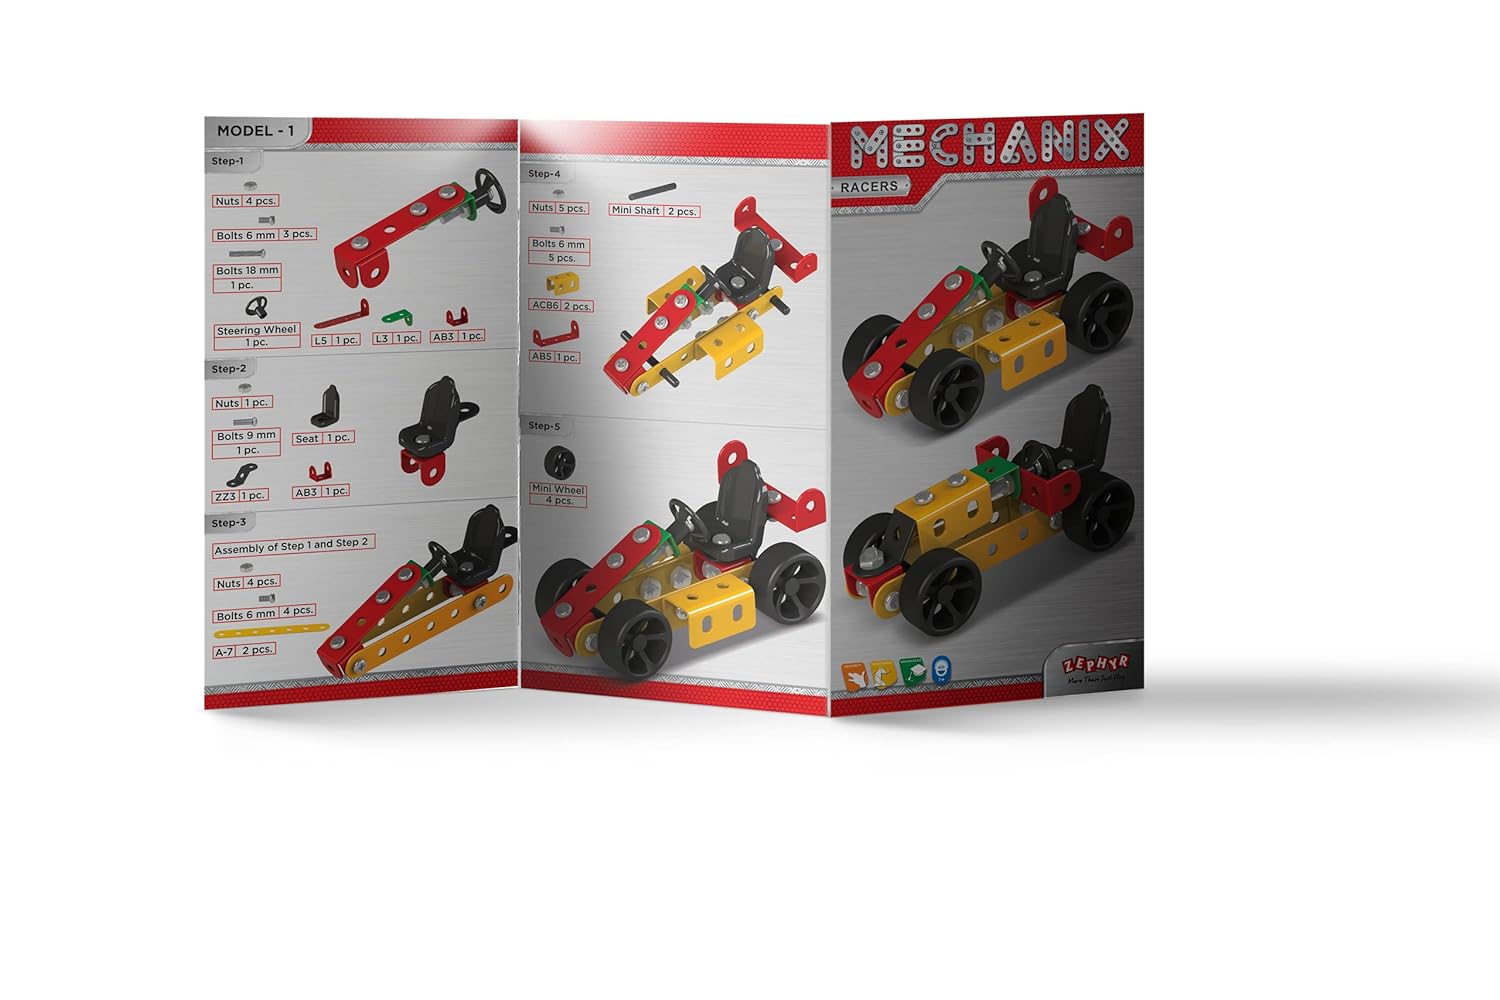 MODEL - 1
Step-1
Nuts 4 pcs.
Bolts 6 mm 3 pcs.
Bolts 18 mm
1 pc.
Steering Wheel
1 pc.
L5 1 pc.
L3 1 pc.
AB3 1 pc.
Step-2
Nuts 1 pc.
Bolts 9 mm
1 pc.
Seat 1 pc.
ZZ3 1 pc.
AB3 1 pc.
Step-3
Assembly of Step 1 and Step 2
Nuts 4 pcs.
Bolts 6 mm 4 pcs.
A-7 2 pcs.
Step-4
Nuts 5 pcs.
Mini Shaft 2 pcs.
Bolts 6 mm
5 pcs.
ACB6 2 pcs.
AB5 1 pc.
Step-5
Mini Wheel
4 pcs.
MECHANIX
RACERS
ZEPHYR
More Than Just Play